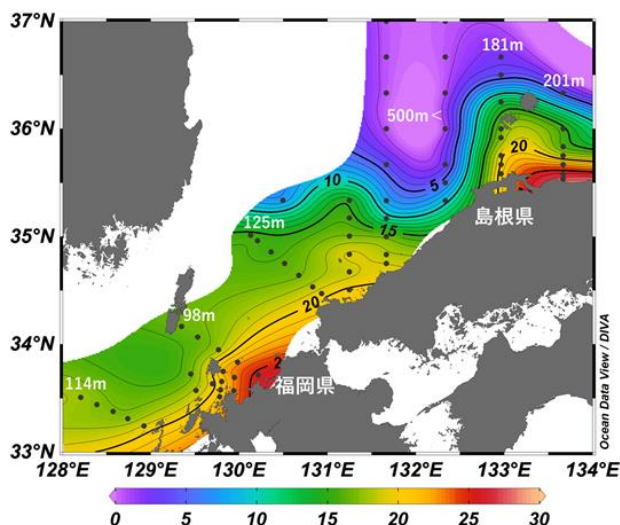 37°N
181m
201m
500m <
36°N
20
10
5
125m
15
島根県
35°N
20
98m
34°N
福岡県
114m
33°N
128°E
129°E
130°E
131°E
132°E
133°E
134°E
Ocean Data View / DIVA
0
5
10
15
20
25
30